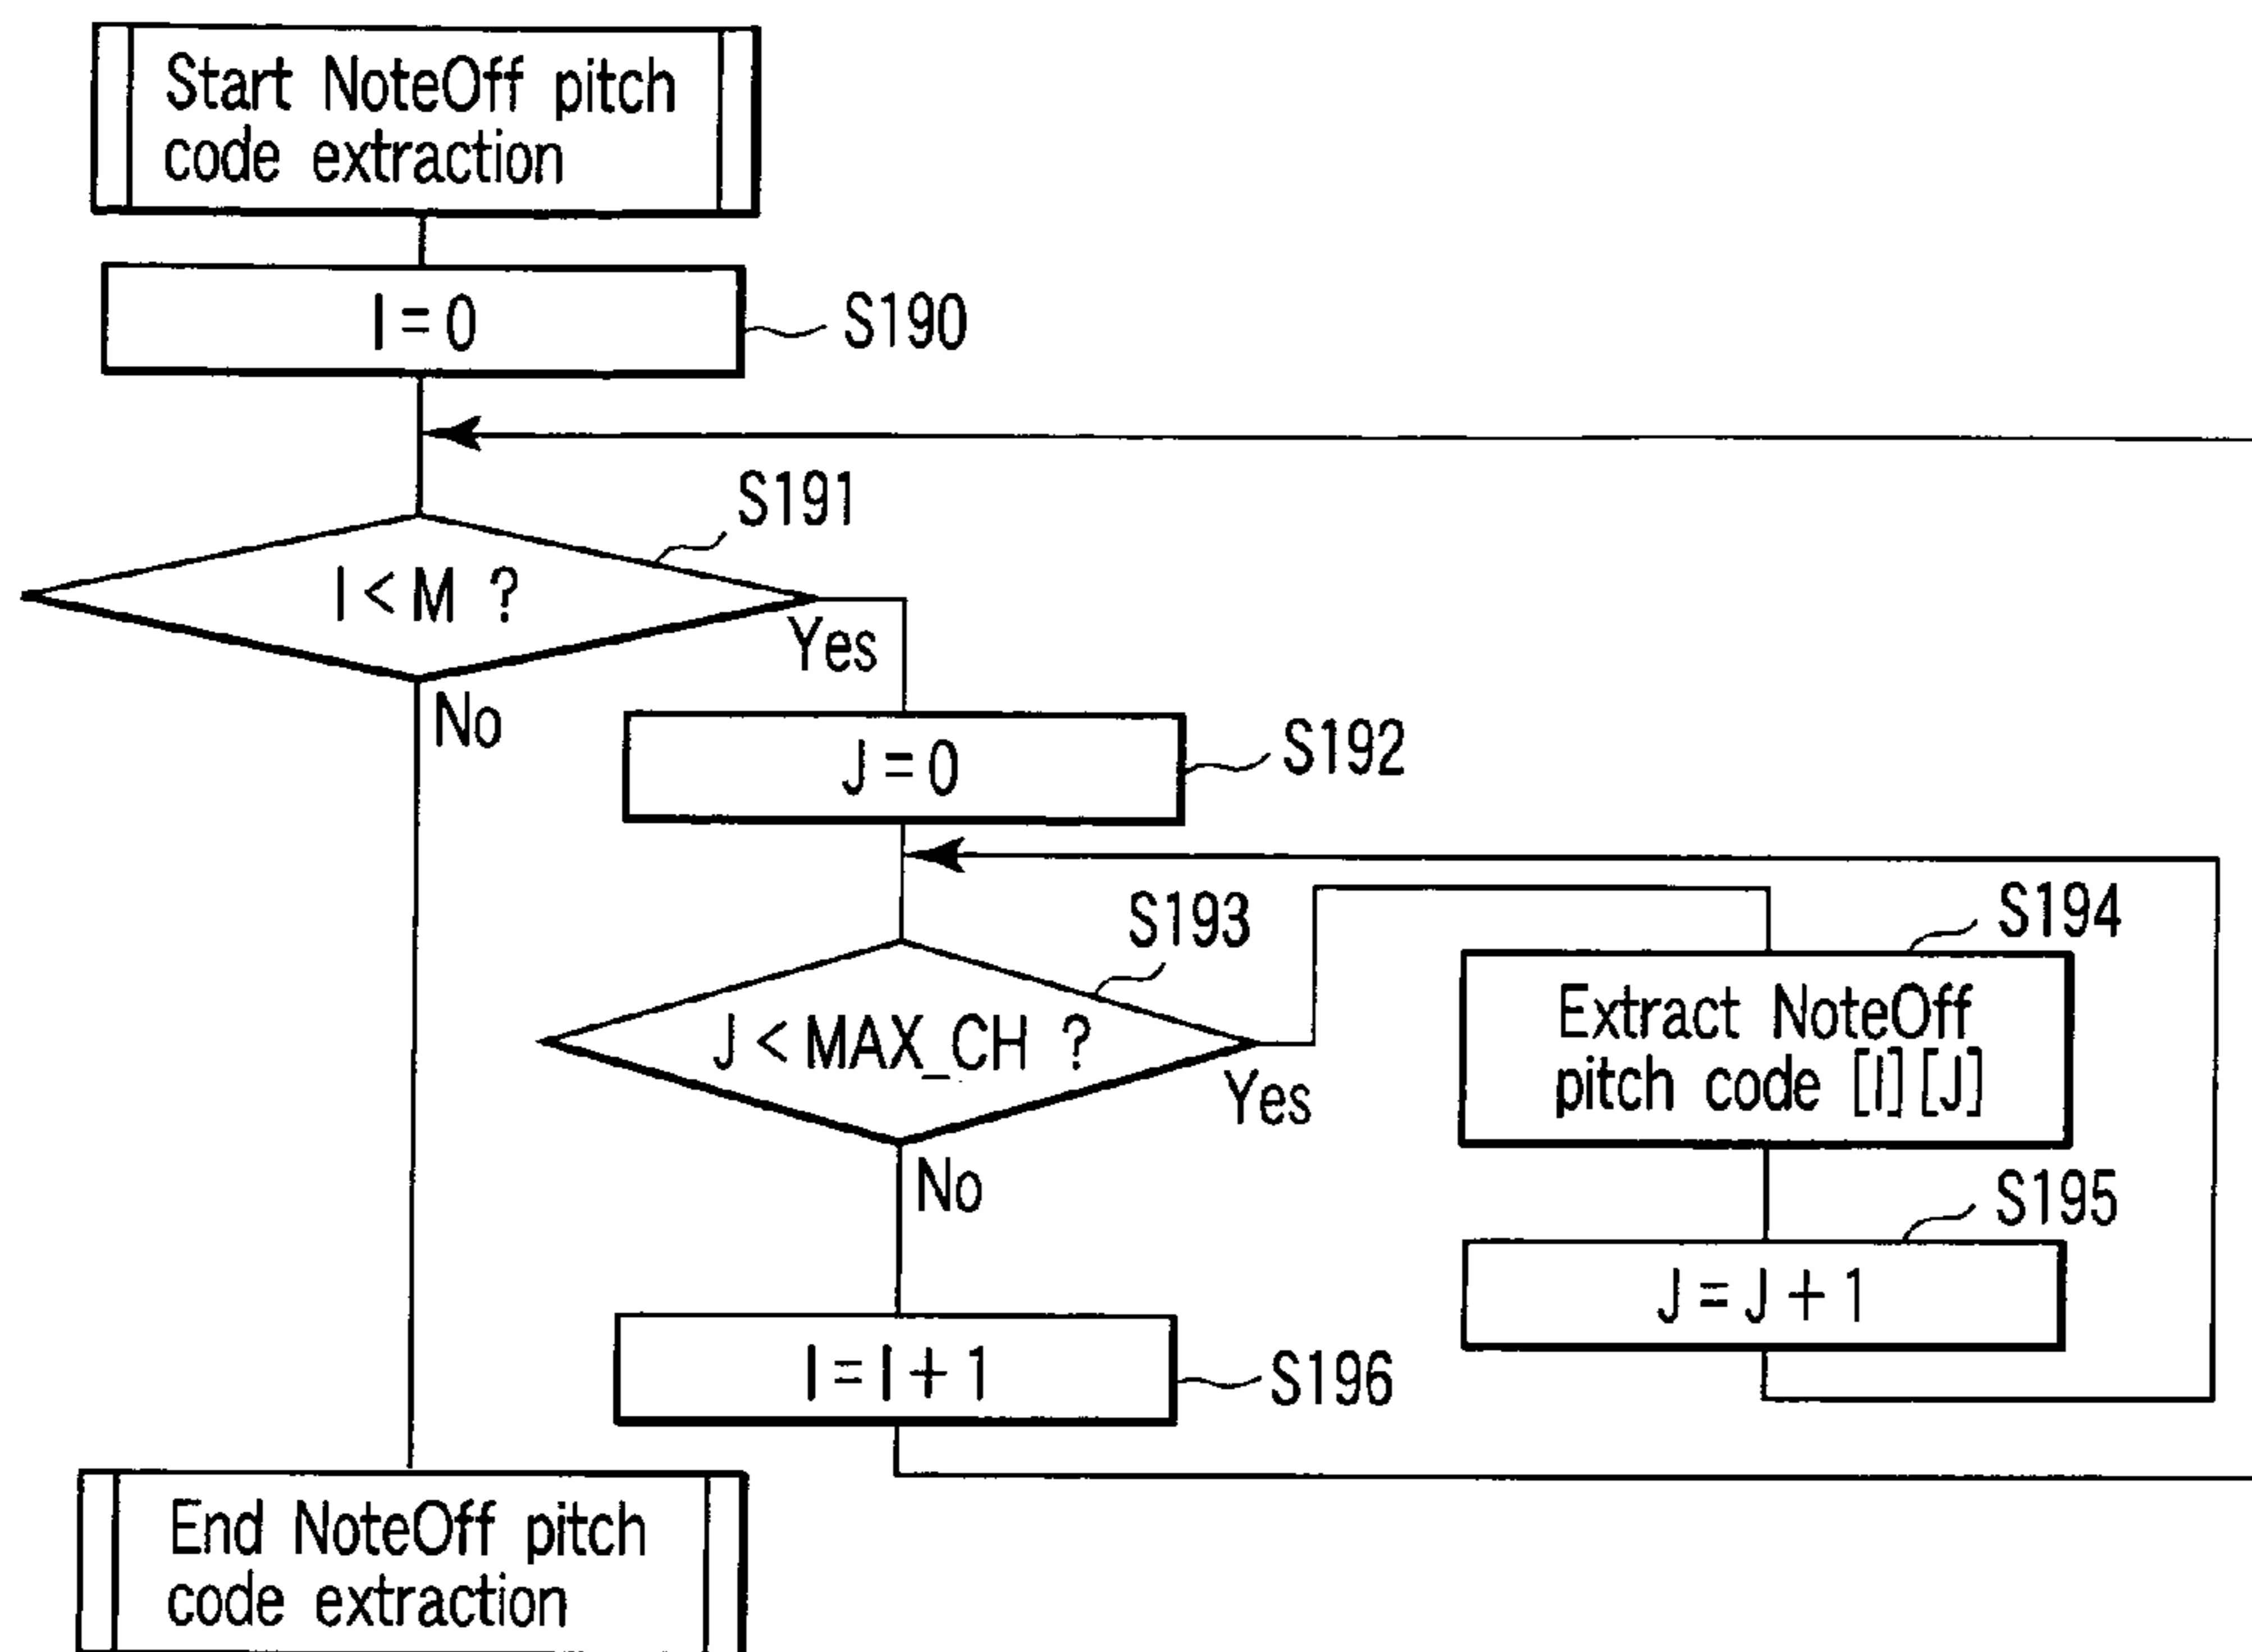 Start NoteOff pitch
code extraction
I = 0
S190
S191
I < M ?
Yes
No
J = 0
S192
S193
S194
J < MAX_CH ?
Yes
No
Extract NoteOff
pitch code [I] [J]
S195
J = J + 1
I = I + 1
S196
End NoteOff pitch
code extraction